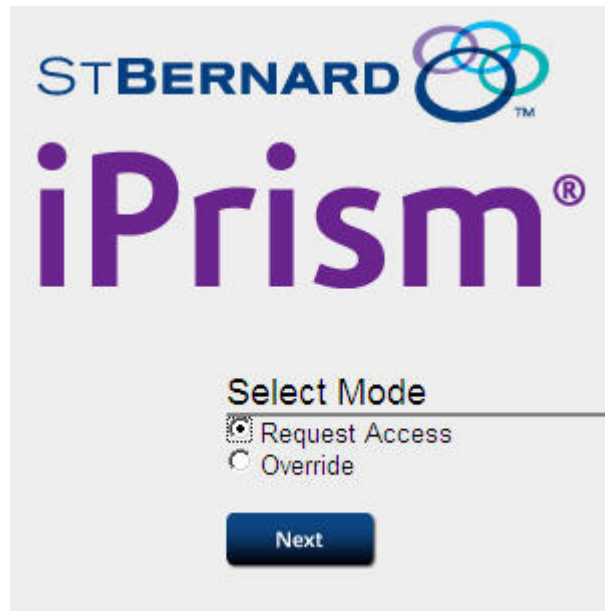 STBERNARD ™
iPrism®
Select Mode
Request Access
Override
Next